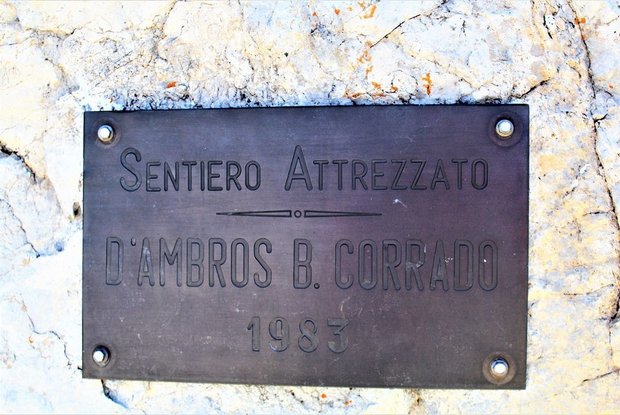 SENTIERO ATTREZZATO
D'AMBROS B. CORRADO
1983